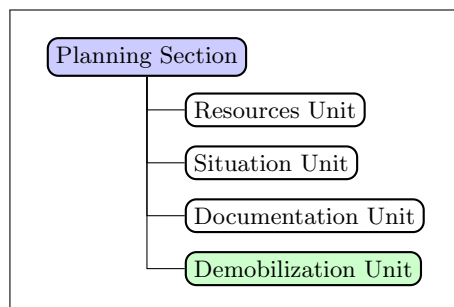 Planning Section
Resources Unit
Situation Unit
Documentation Unit
Demobilization Unit